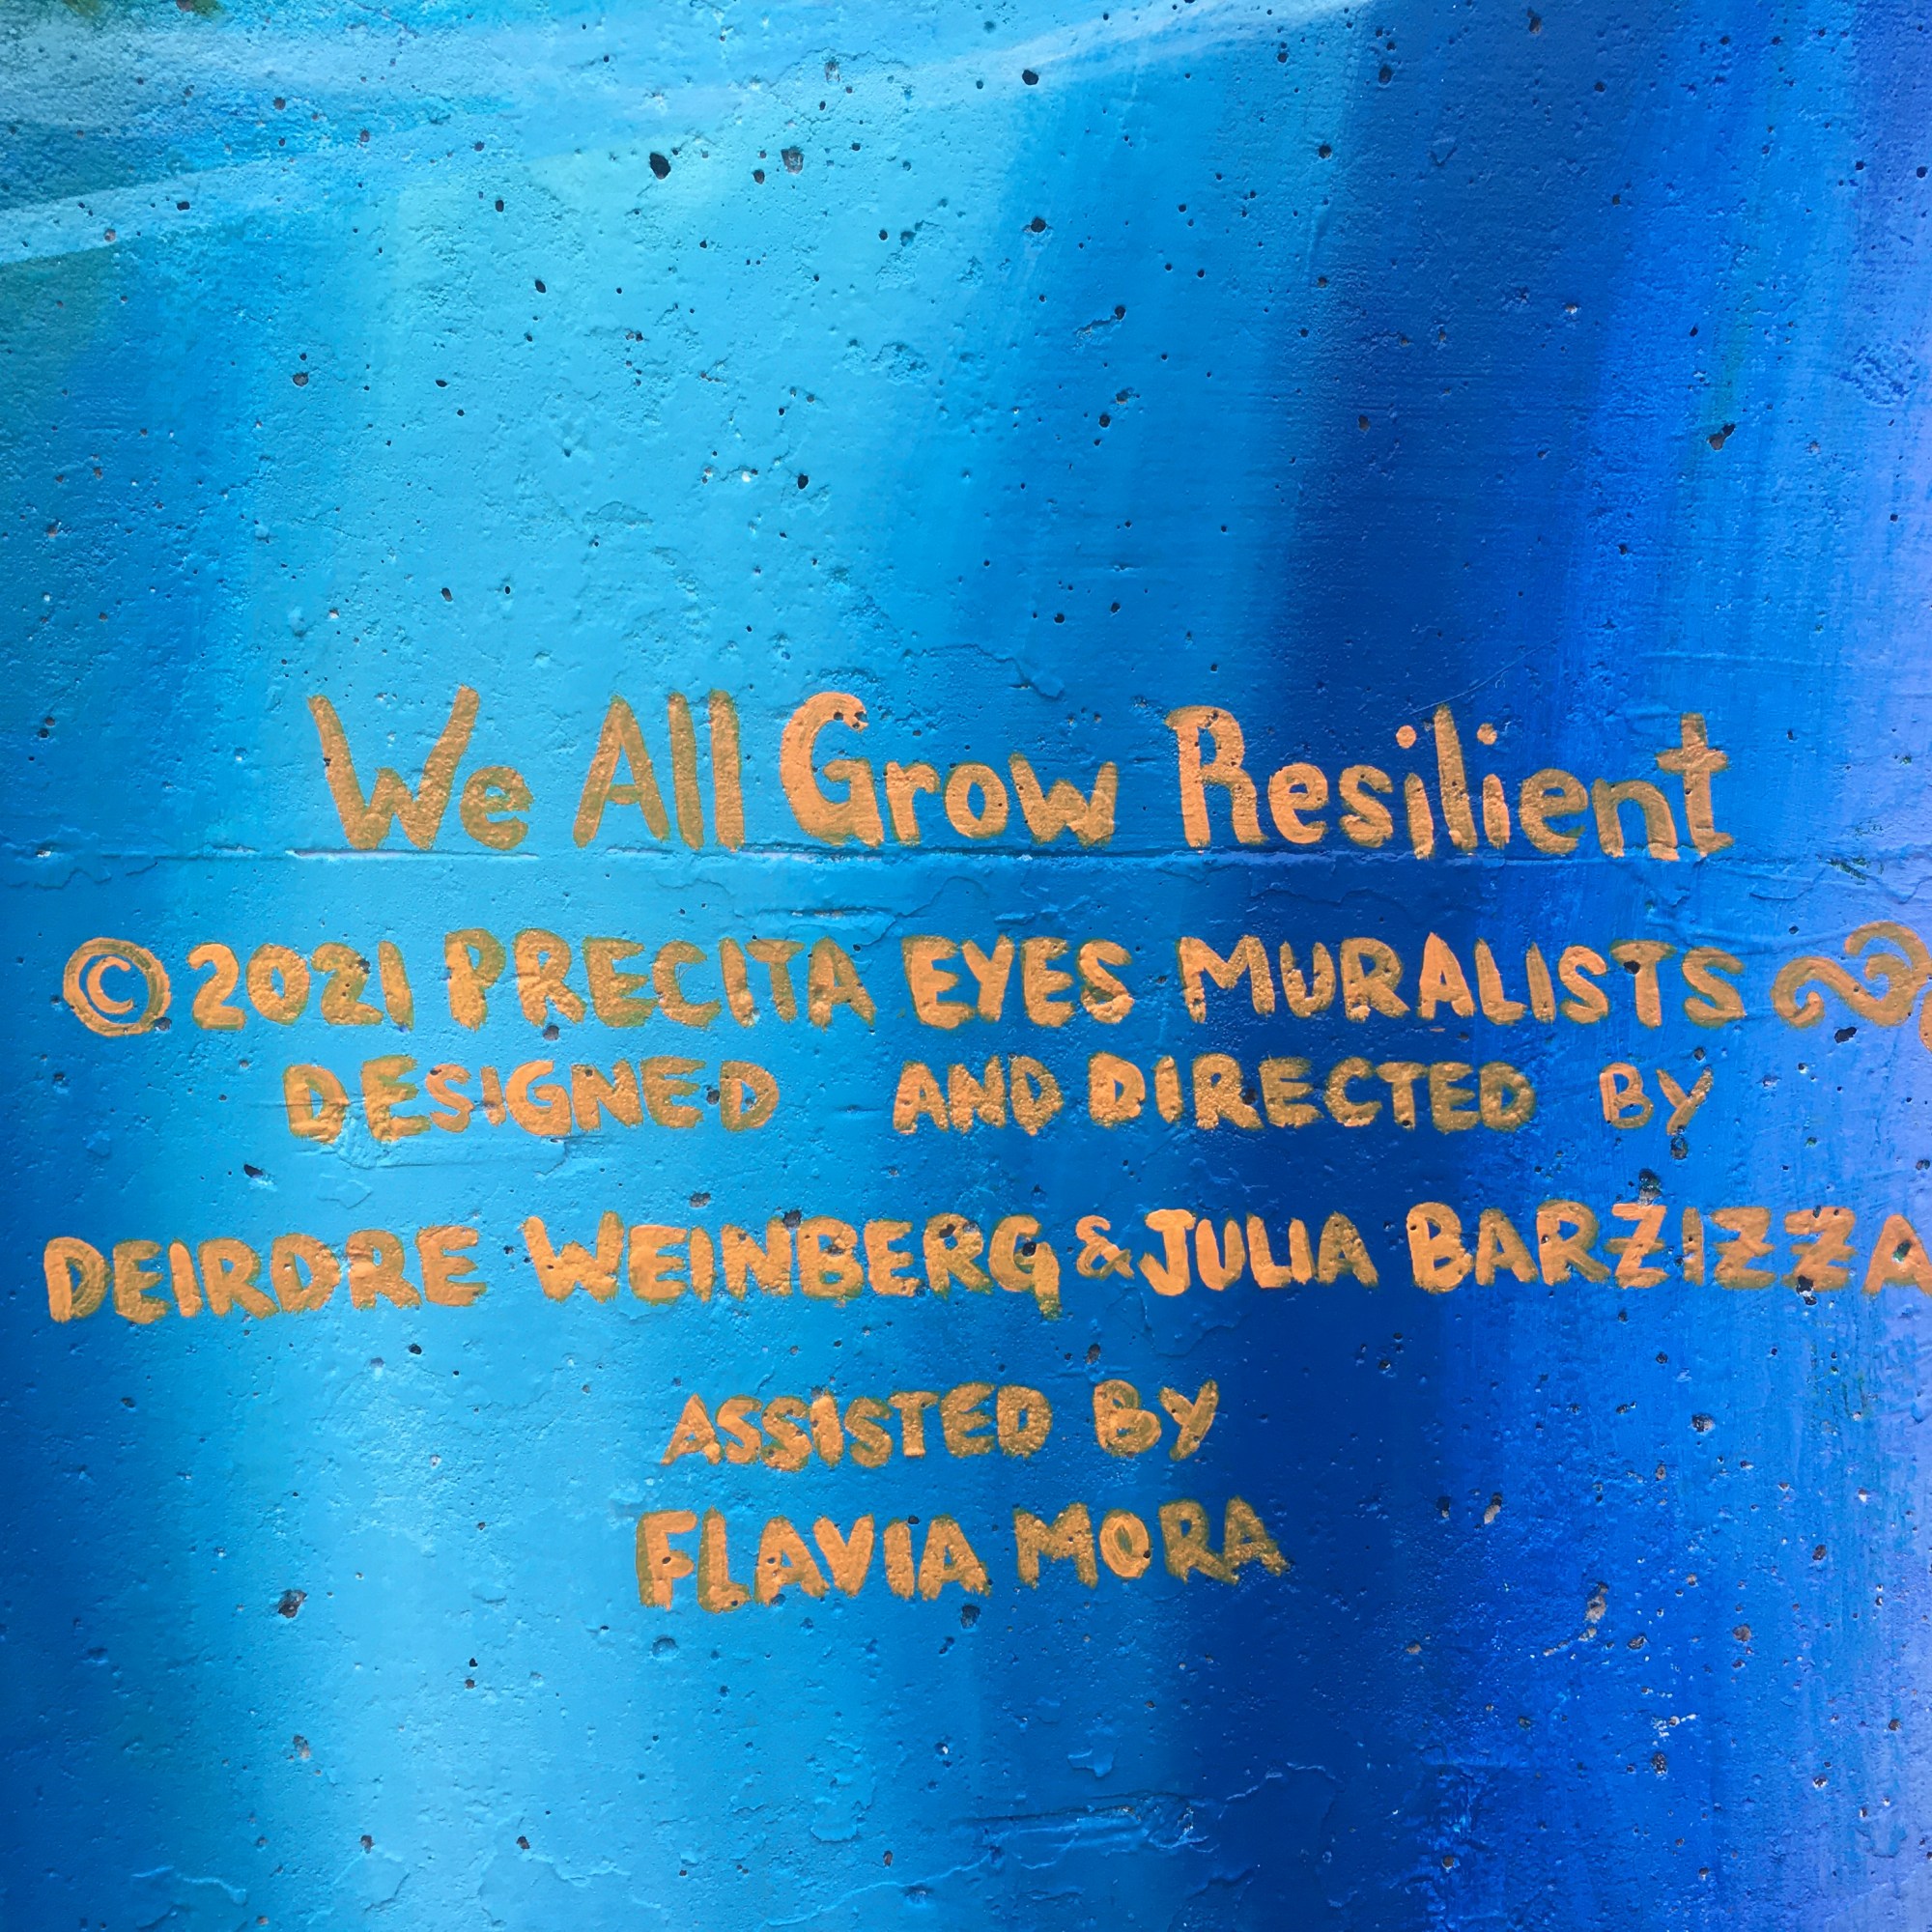 We All Grow Resilient
© 2021 PRECITA EYES MURALISTS
DESIGNED AND DIRECTED BY
DEIRDRE WEINBERG & JULIA BARZIZZA
ASSISTED BY
FLAVIA MORA